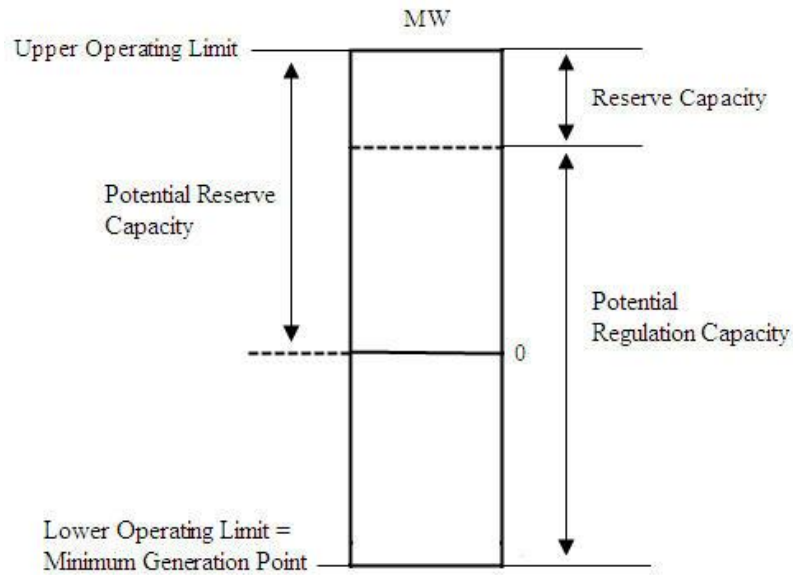 MW
Upper Operating Limit
Reserve Capacity
Potential Reserve
Capacity
Potential
Regulation Capacity
0
Lower Operating Limit =
Minimum Generation Point